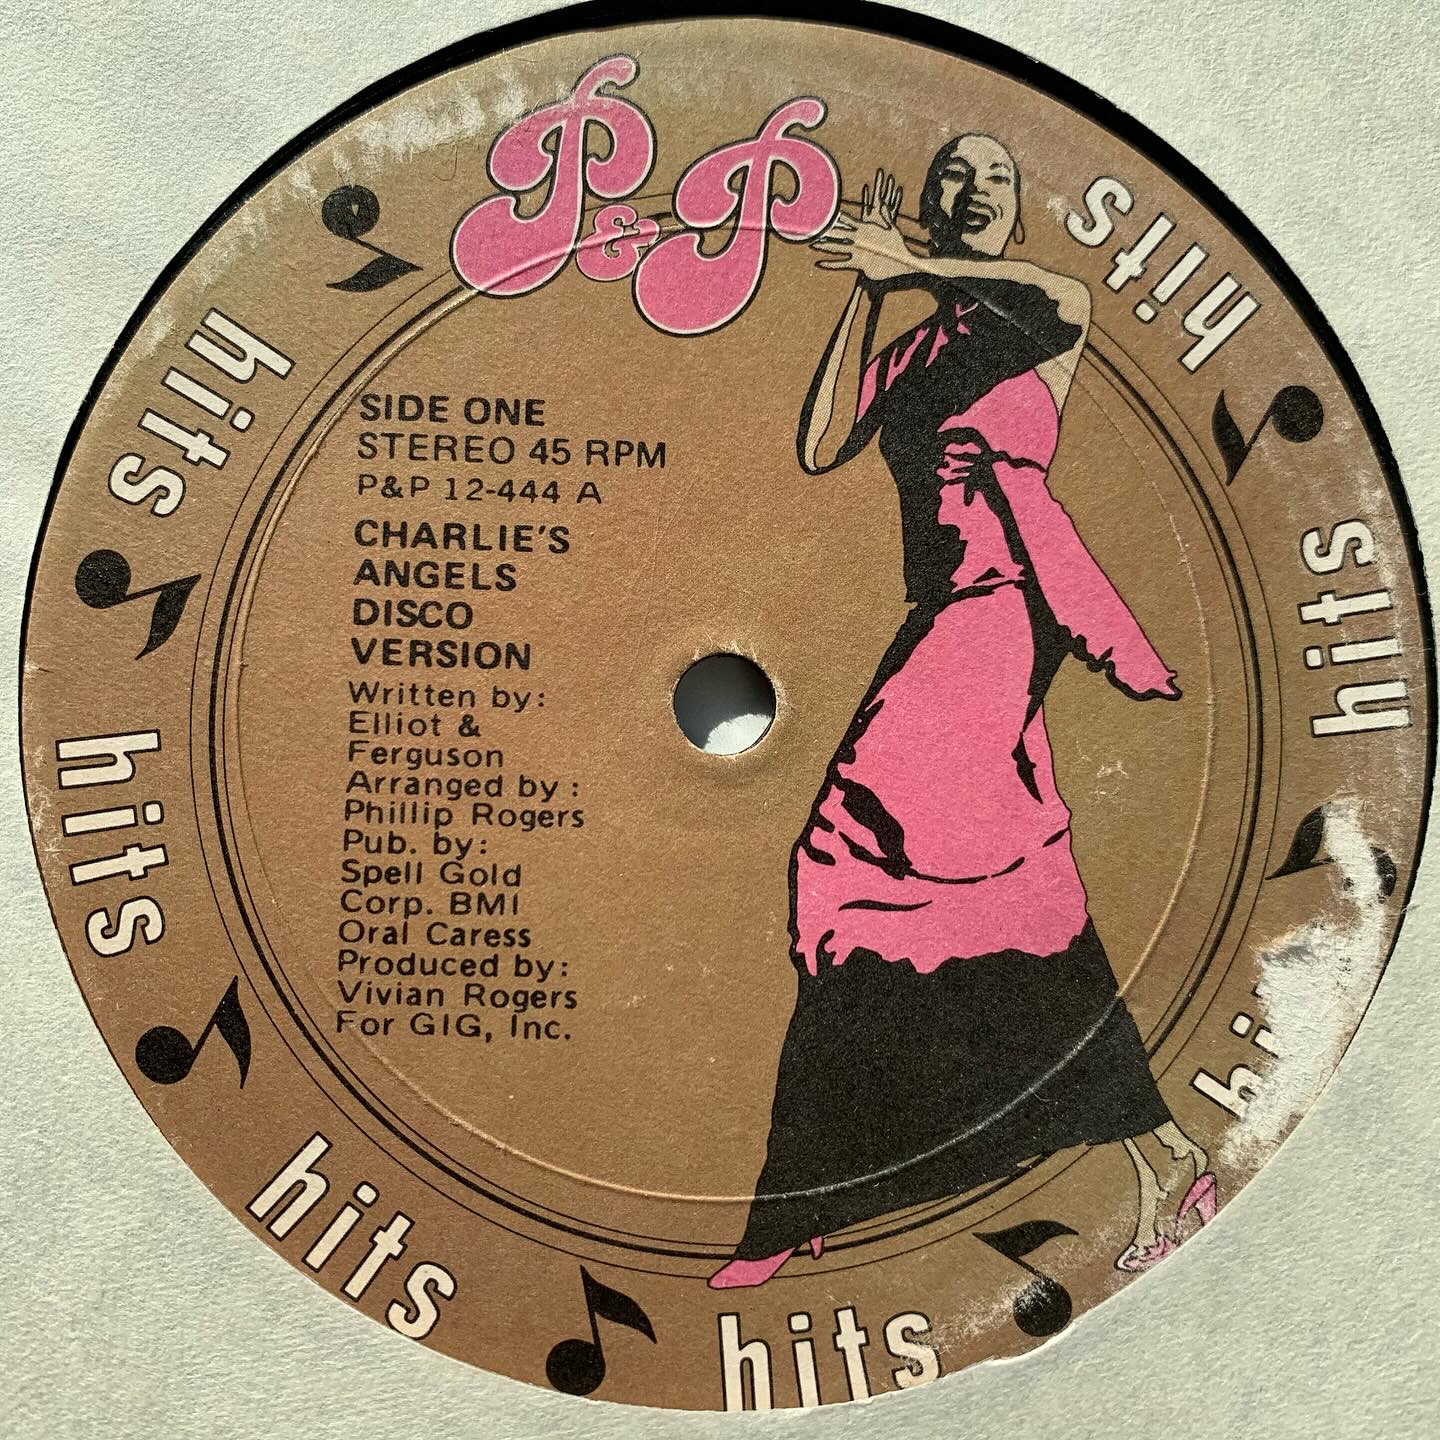 P&P
SIDE ONE
STEREO 45 RPM
P&P 12-444 A
CHARLIE'S
ANGELS
DISCO
VERSION
Written by:
Elliot &
Ferguson
Arranged by :
Phillip Rogers
Pub. by:
Spell Gold
Corp. BMI
Oral Caress
Produced by:
Vivian Rogers
For GIG, Inc.
hits
hits
hits
hits
hits
hits